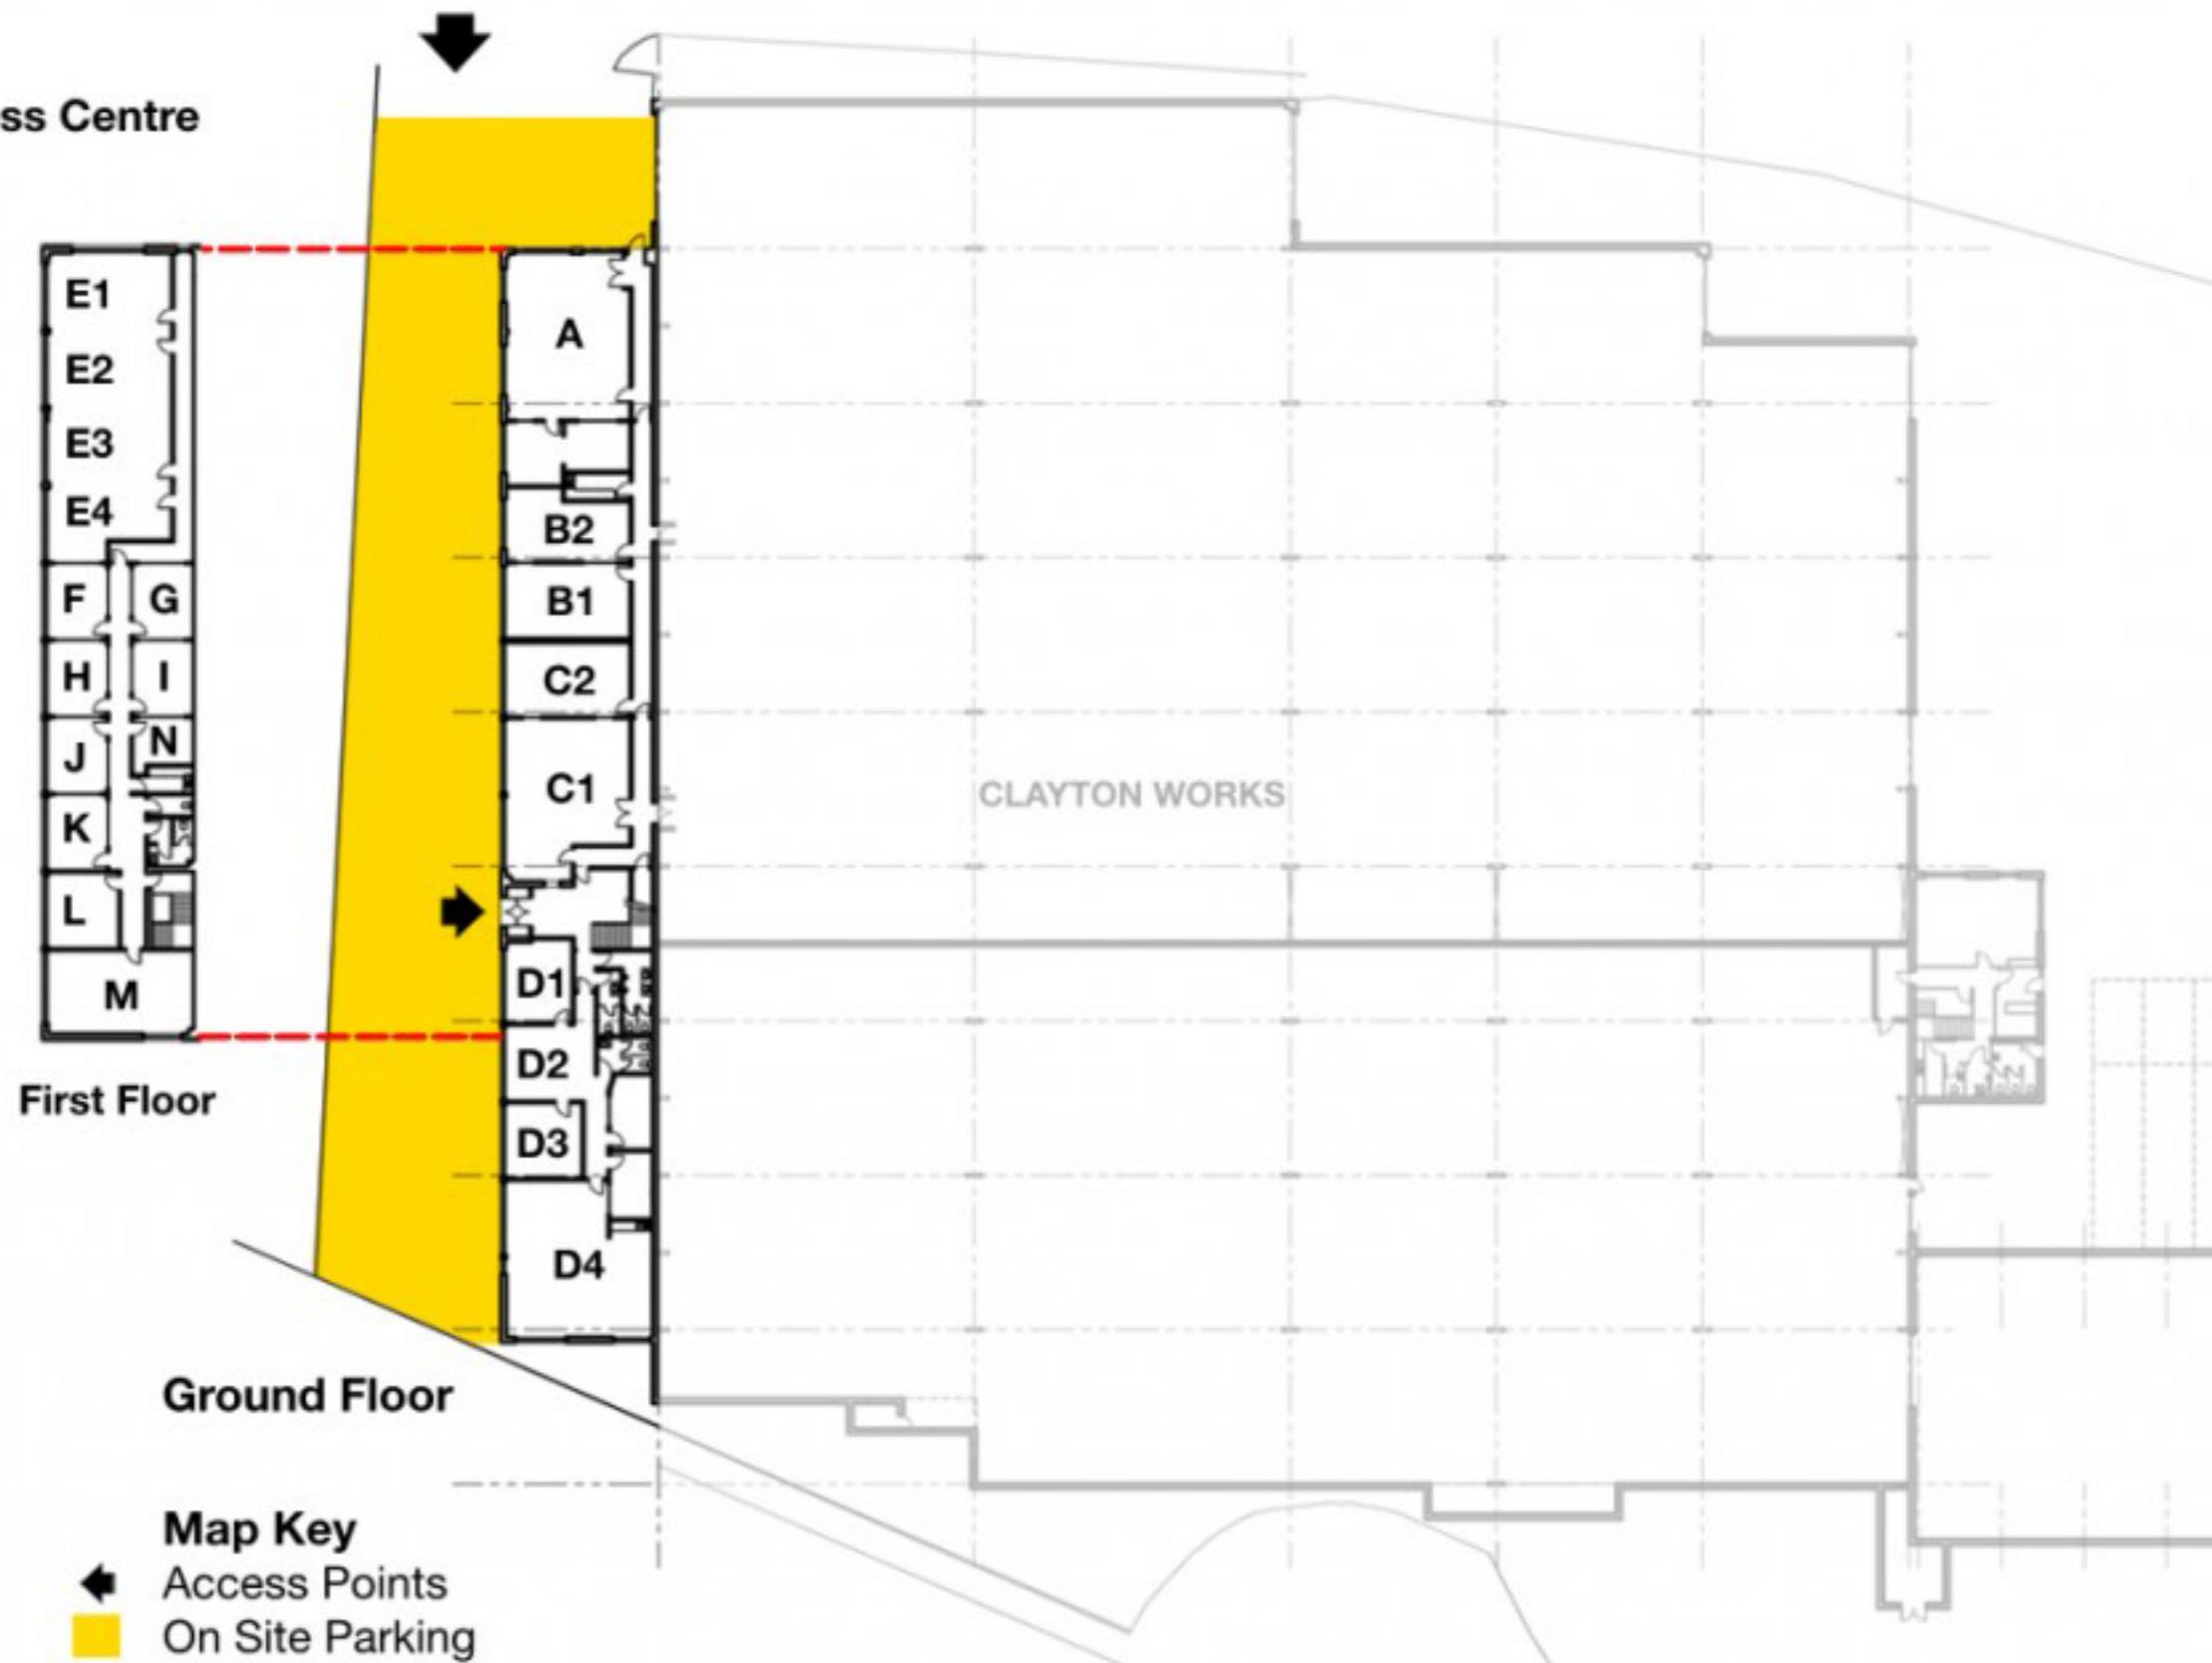 ss Centre
E1
E2
E3
E4
F G
H I
J N
K
L
M
First Floor
A
B2
B1
C2
C1
D1
D2
D3
D4
CLAYTON WORKS
Ground Floor
Map Key
Access Points
On Site Parking